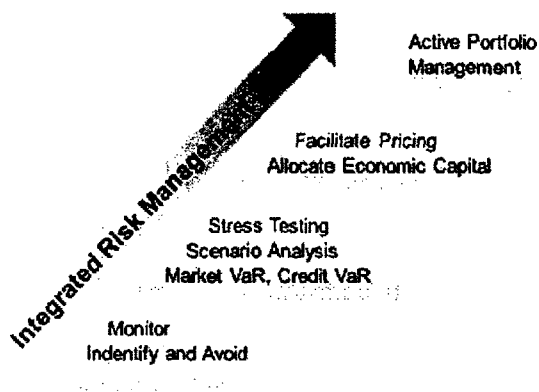 Active Portfolio
Management
Facilitate Pricing
Allocate Economic Capital
Stress Testing
Scenario Analysis
Market VaR, Credit VaR
Monitor
Indentify and Avoid
Integrated Risk Management